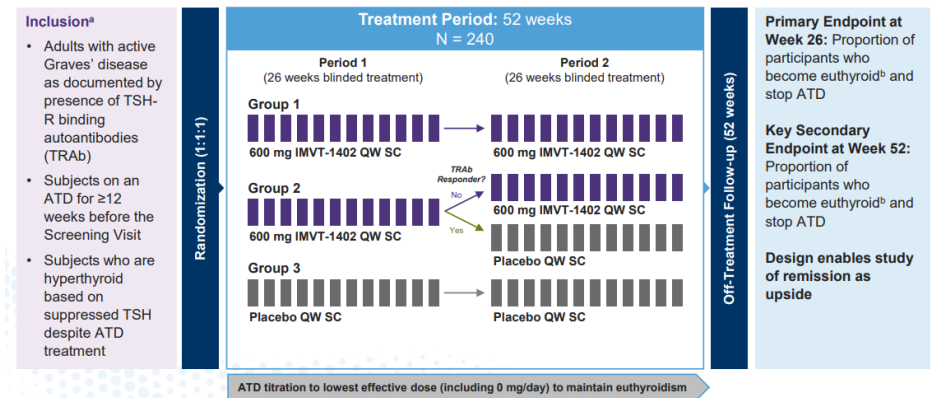 Inclusionᵃ
• Adults with active
Graves' disease
as documented by
presence of TSH-
R binding
autoantibodies
(TRAb)
• Subjects on an
ATD for ≥12
weeks before the
Screening Visit
• Subjects who are
hyperthyroid
based on
suppressed TSH
despite ATD
treatment
Randomization (1:1:1)
Treatment Period: 52 weeks
N = 240
Period 1
(26 weeks blinded treatment)
Period 2
(26 weeks blinded treatment)
Group 1
600 mg IMVT-1402 QW SC
600 mg IMVT-1402 QW SC
Group 2
600 mg IMVT-1402 QW SC
TRAb
Responder?
No
Yes
600 mg IMVT-1402 QW SC
Placebo QW SC
Group 3
Placebo QW SC
Placebo QW SC
ATD titration to lowest effective dose (including 0 mg/day) to maintain euthyroidism
Off-Treatment Follow-up (52 weeks)
Primary Endpoint at
Week 26: Proportion of
participants who
become euthyroidᵇ and
stop ATD
Key Secondary
Endpoint at Week 52:
Proportion of
participants who
become euthyroidᵇ and
stop ATD
Design enables study
of remission as
upside